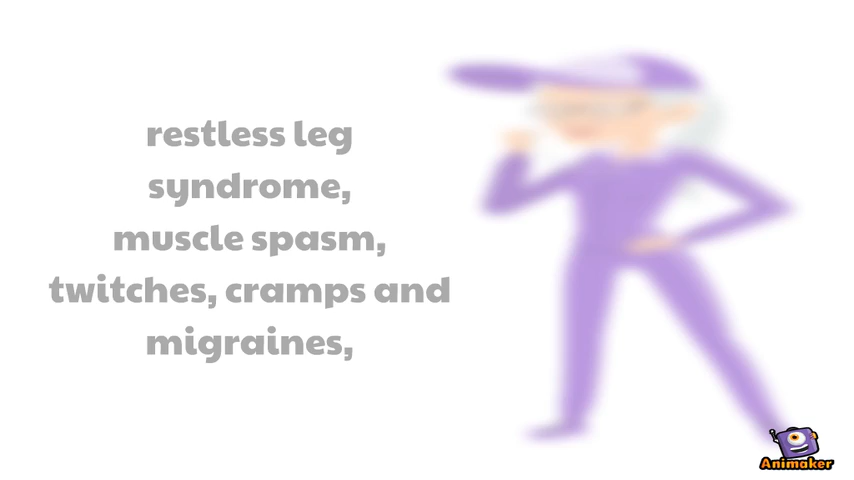 restless leg
syndrome,
muscle spasm,
twitches, cramps and
migraines,
Animaker